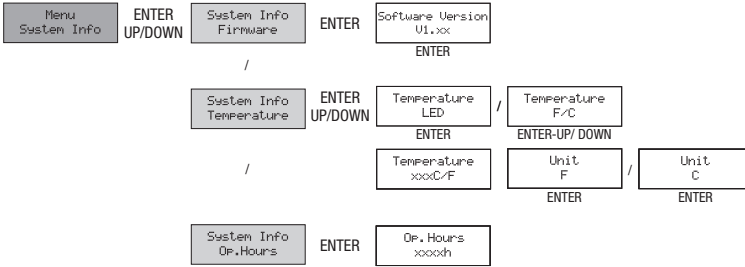 Menu
System Info
ENTER
UP/DOWN
System Info
Firmware
ENTER
Software Version
V1.xx
ENTER
/
System Info
Temperature
ENTER
UP/DOWN
Temperature
LED
ENTER
/
Temperature
F/C
ENTER-UP/ DOWN
/
Temperature
xxxC/F
Unit
F
ENTER
/
Unit
C
ENTER
System Info
Op.Hours
ENTER
Op.Hours
xxxxh